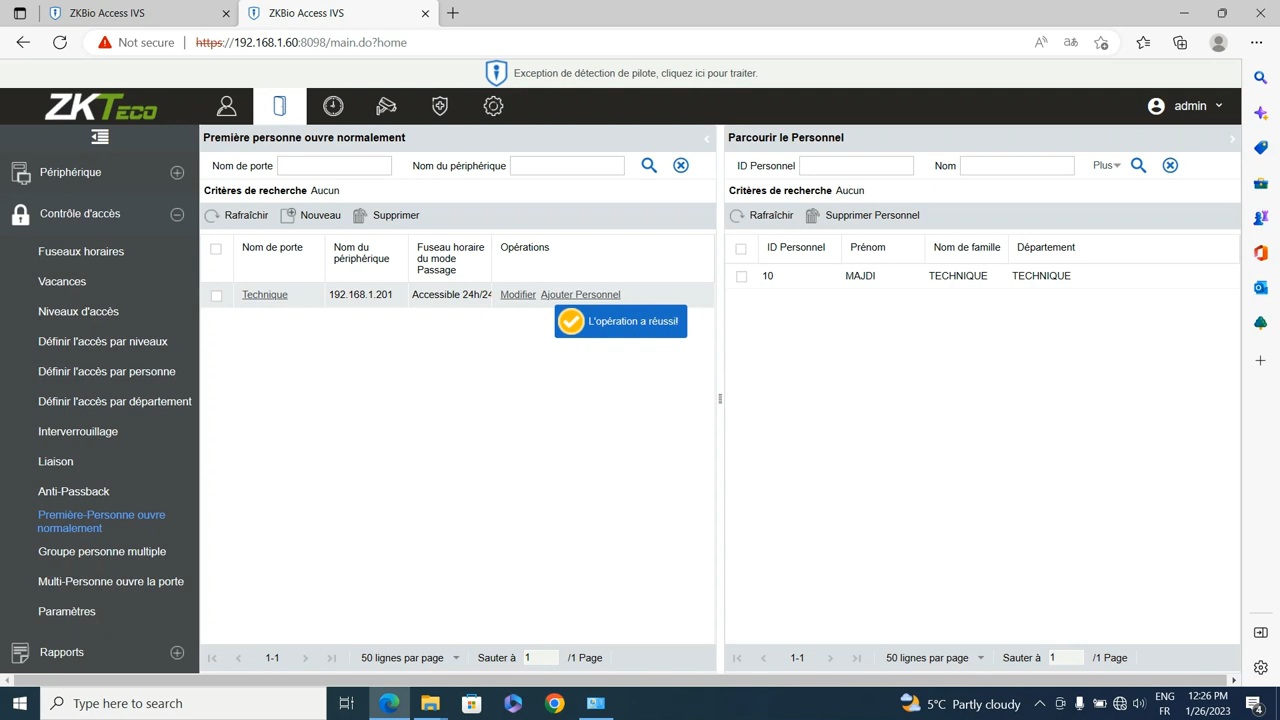 ZKBio Access IVS
ZKBio Access IVS
Not secure
https://192.168.1.60:8098/main.do?home
Exception de détection de pilote, cliquez ici pour traiter.
ZKTECO
admin
Périphérique
Contrôle d'accès
Fuseaux horaires
Vacances
Niveaux d'accès
Définir l'accès par niveaux
Définir l'accès par personne
Définir l'accès par département
Interverrouillage
Liaison
Anti-Passback
Première-Personne ouvre
normalement
Groupe personne multiple
Multi-Personne ouvre la porte
Paramètres
Rapports
Première personne ouvre normalement
Nom de porte
Nom du périphérique
Critères de recherche Aucun
Rafraîchir
Nouveau
Supprimer
Nom de porte
Nom du
périphérique
Fuseau horaire
du mode
Passage
Opérations
Technique
192.168.1.201
Accessible 24h/24
Modifier Ajouter Personnel
L'opération a réussi!
1-1
50 lignes par page
Sauter à 1 /1 Page
Parcourir le Personnel
ID Personnel
Nom
Plus
Critères de recherche Aucun
Rafraîchir
Supprimer Personnel
ID Personnel
Prénom
Nom de famille
Département
10
MAJDI
TECHNIQUE
TECHNIQUE
1-1
50 lignes par page
Sauter à 1 /1 Page
Type here to search
5°C Partly cloudy
ENG
FR
12:26 PM
1/26/2023
4